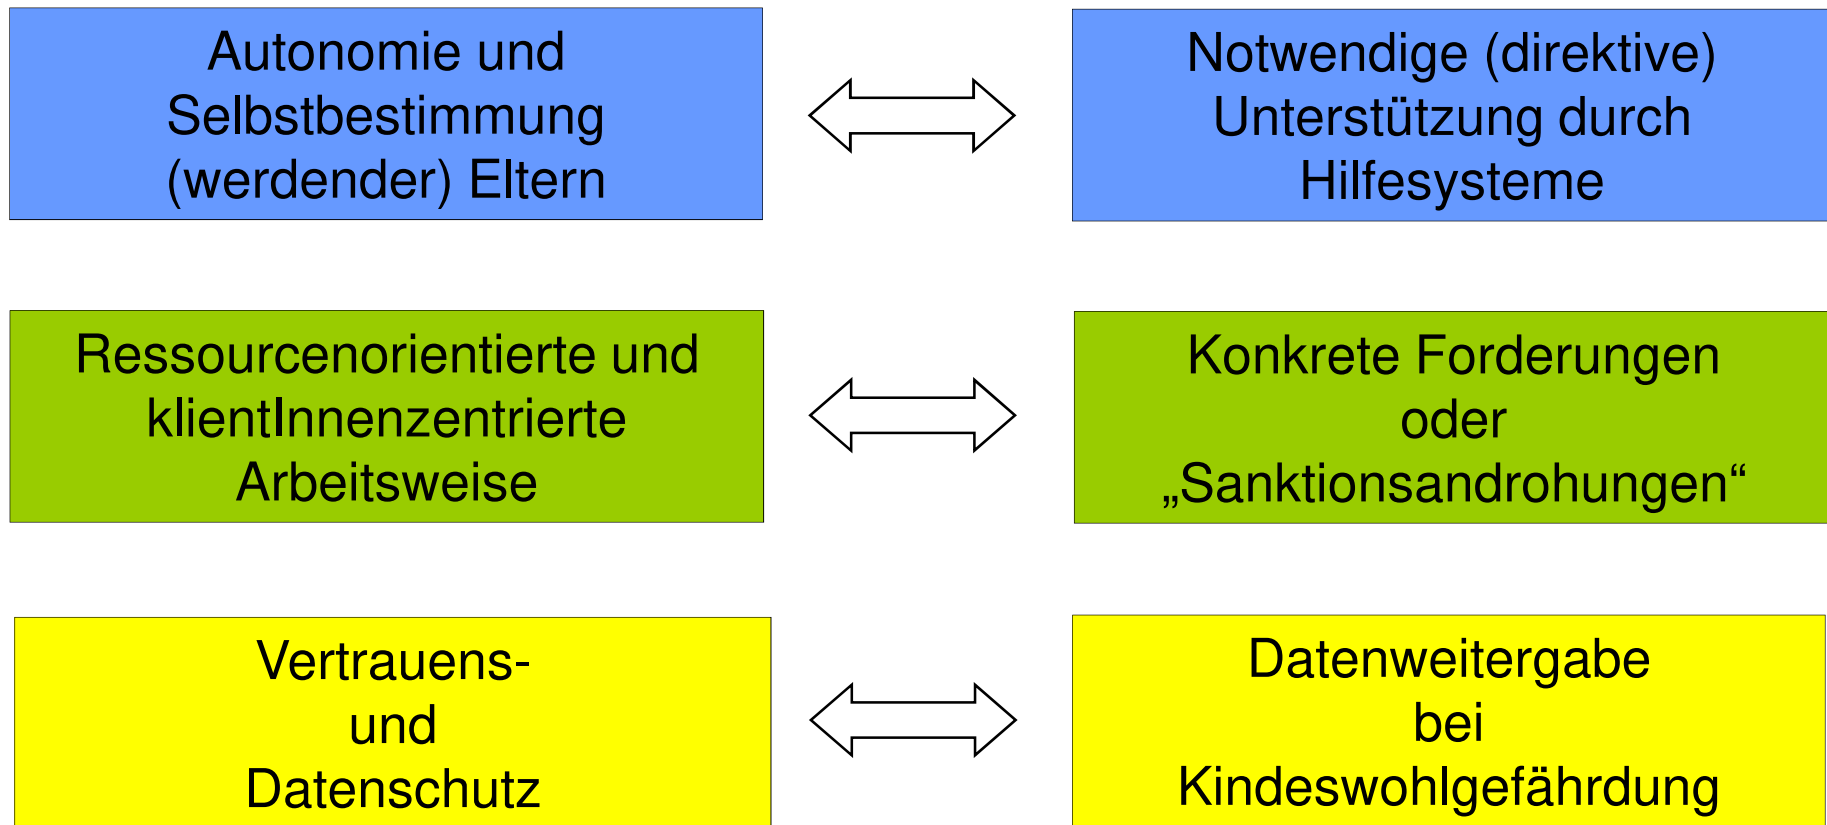 Autonomie und
Selbstbestimmung
(werdender) Eltern
Notwendige (direktive)
Unterstützung durch
Hilfesysteme
Ressourcenorientierte und
klientInnenzentrierte
Arbeitsweise
Konkrete Forderungen
oder
„Sanktionsandrohungen“
Vertrauens-
und
Datenschutz
Datenweitergabe
bei
Kindeswohlgefährdung